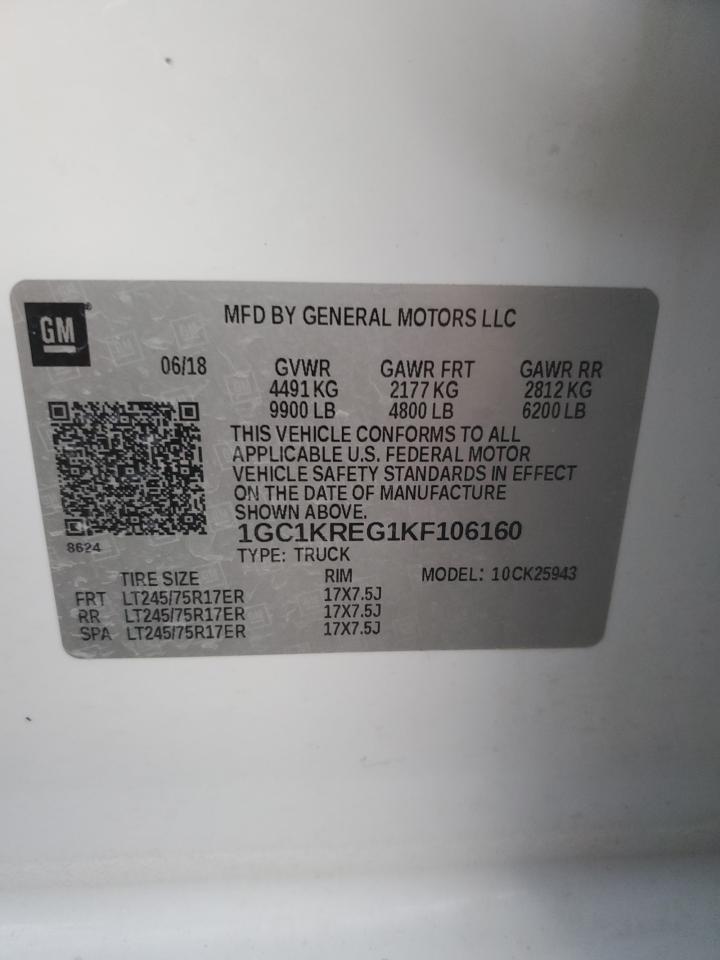 GM
MFD BY GENERAL MOTORS LLC
06/18 GVWR GAWR FRT GAWR RR
4491 KG 2177 KG 2812 KG
9900 LB 4800 LB 6200 LB
THIS VEHICLE CONFORMS TO ALL
APPLICABLE U.S. FEDERAL MOTOR
VEHICLE SAFETY STANDARDS IN EFFECT
ON THE DATE OF MANUFACTURE
SHOWN ABOVE.
1GC1KREG1KF106160
8624
TYPE: TRUCK
TIRE SIZE RIM MODEL: 10CK25943
FRT LT245/75R17ER 17X7.5J
RR LT245/75R17ER 17X7.5J
SPA LT245/75R17ER 17X7.5J